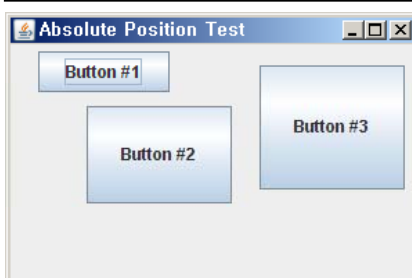 Absolute Position Test
Button #1
Button #2
Button #3